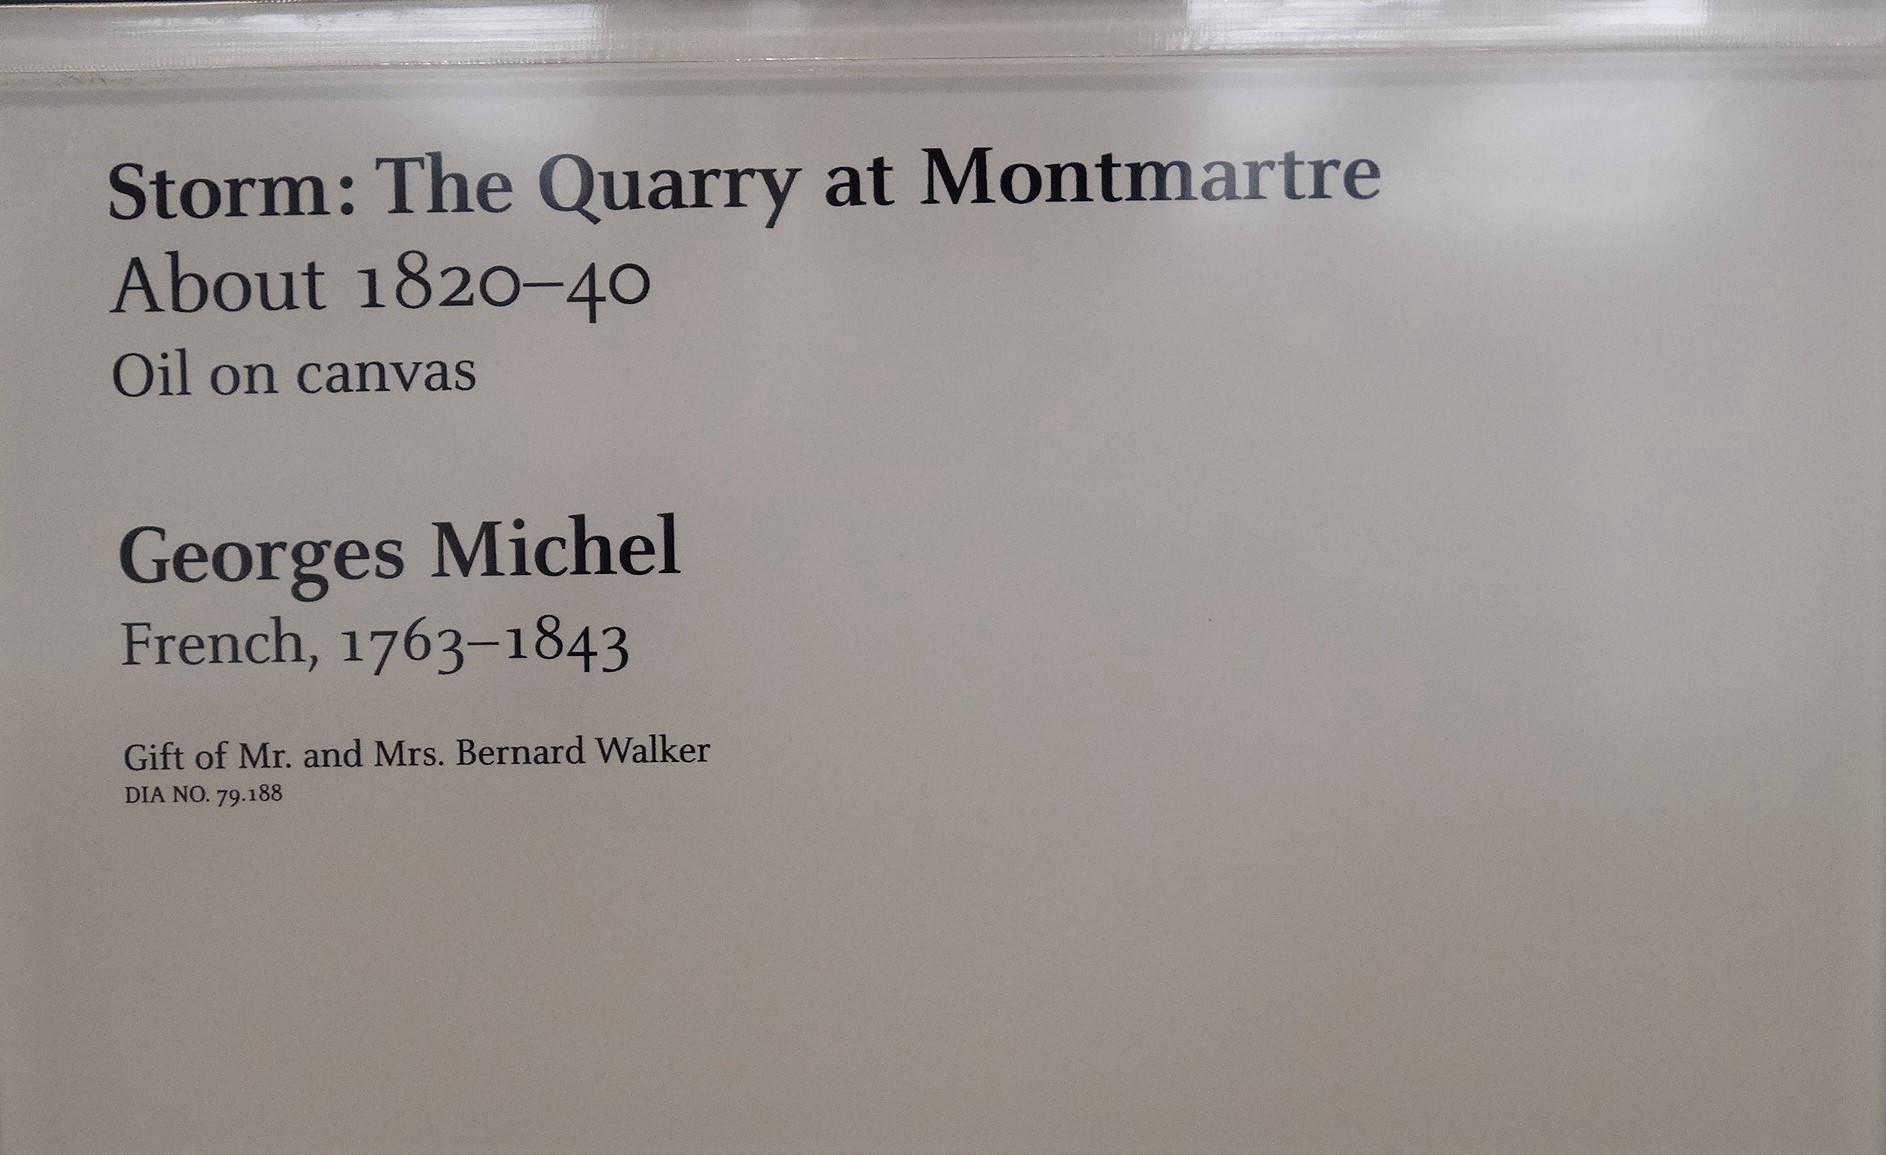 Storm: The Quarry at Montmartre
About 1820–40
Oil on canvas
Georges Michel
French, 1763–1843
Gift of Mr. and Mrs. Bernard Walker
DIA NO. 79.188